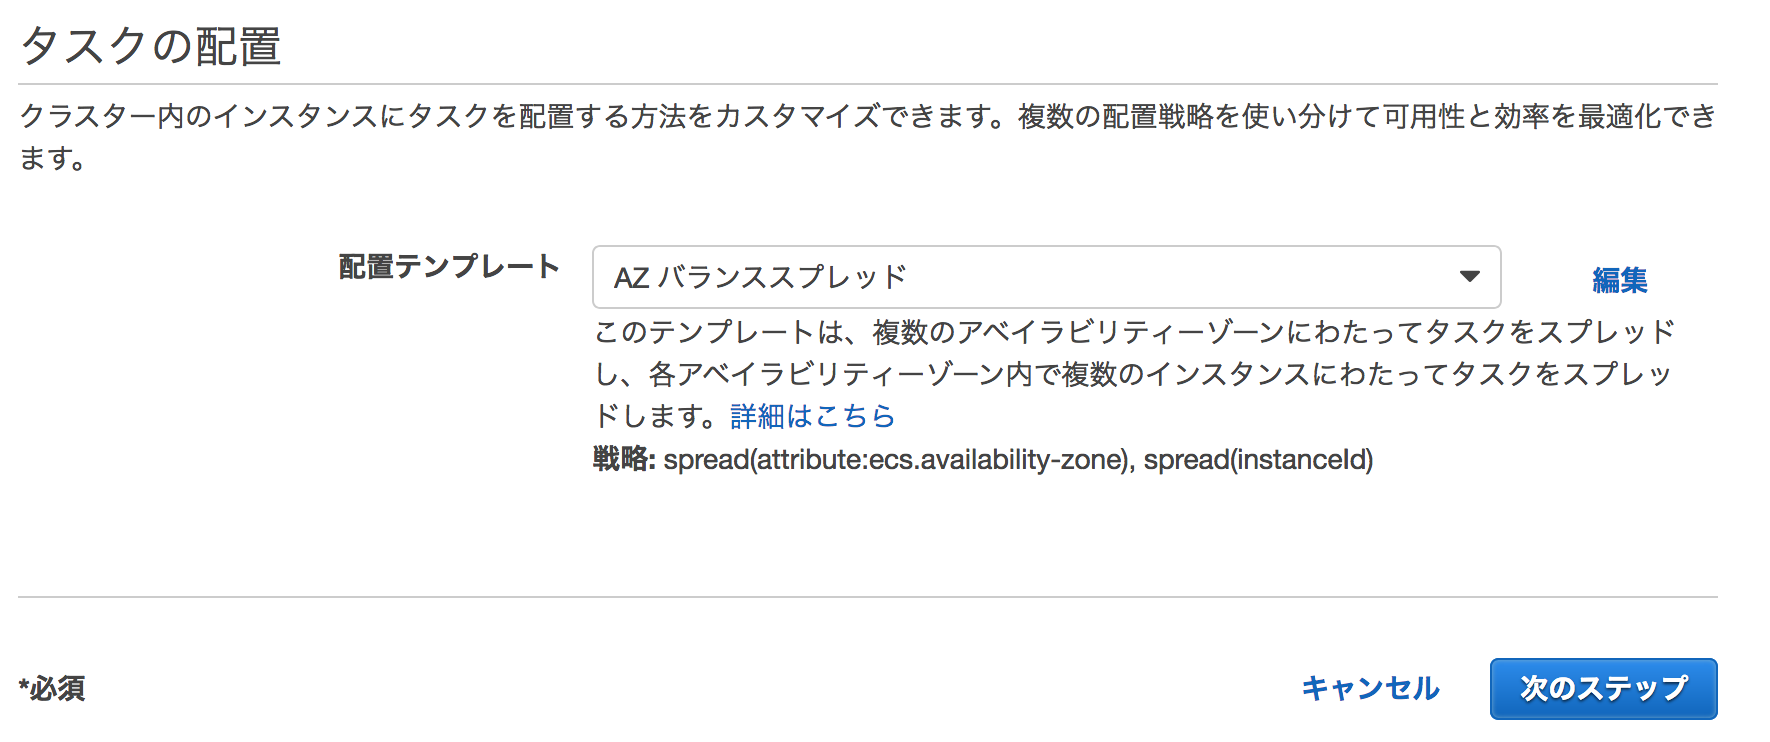 タスクの配置
クラスター内のインスタンスにタスクを配置する方法をカスタマイズできます。複数の配置戦略を使い分けて可用性と効率を最適化でき
ます。
配置テンプレート
AZ バランススプレッド
編集
このテンプレートは、複数のアベイラビリティーゾーンにわたってタスクをスプレッド
し、各アベイラビリティーゾーン内で複数のインスタンスにわたってタスクをスプレッ
ドします。詳細はこちら
戦略: spread(attribute:ecs.availability-zone), spread(instanceId)
*必須
キャンセル
次のステップ